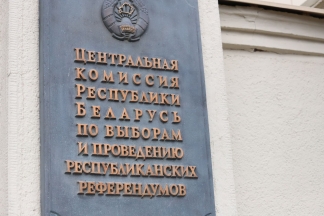 ЦЕНТРАЛЬНАЯ
КОМИССИЯ
РЕСПУБЛИКИ
БЕЛАРУСЬ
ПО ВЫБОРАМ
И ПРОВЕДЕНИЮ
РЕСПУБЛИКАНСКИХ
РЕФЕРЕНДУМОВ